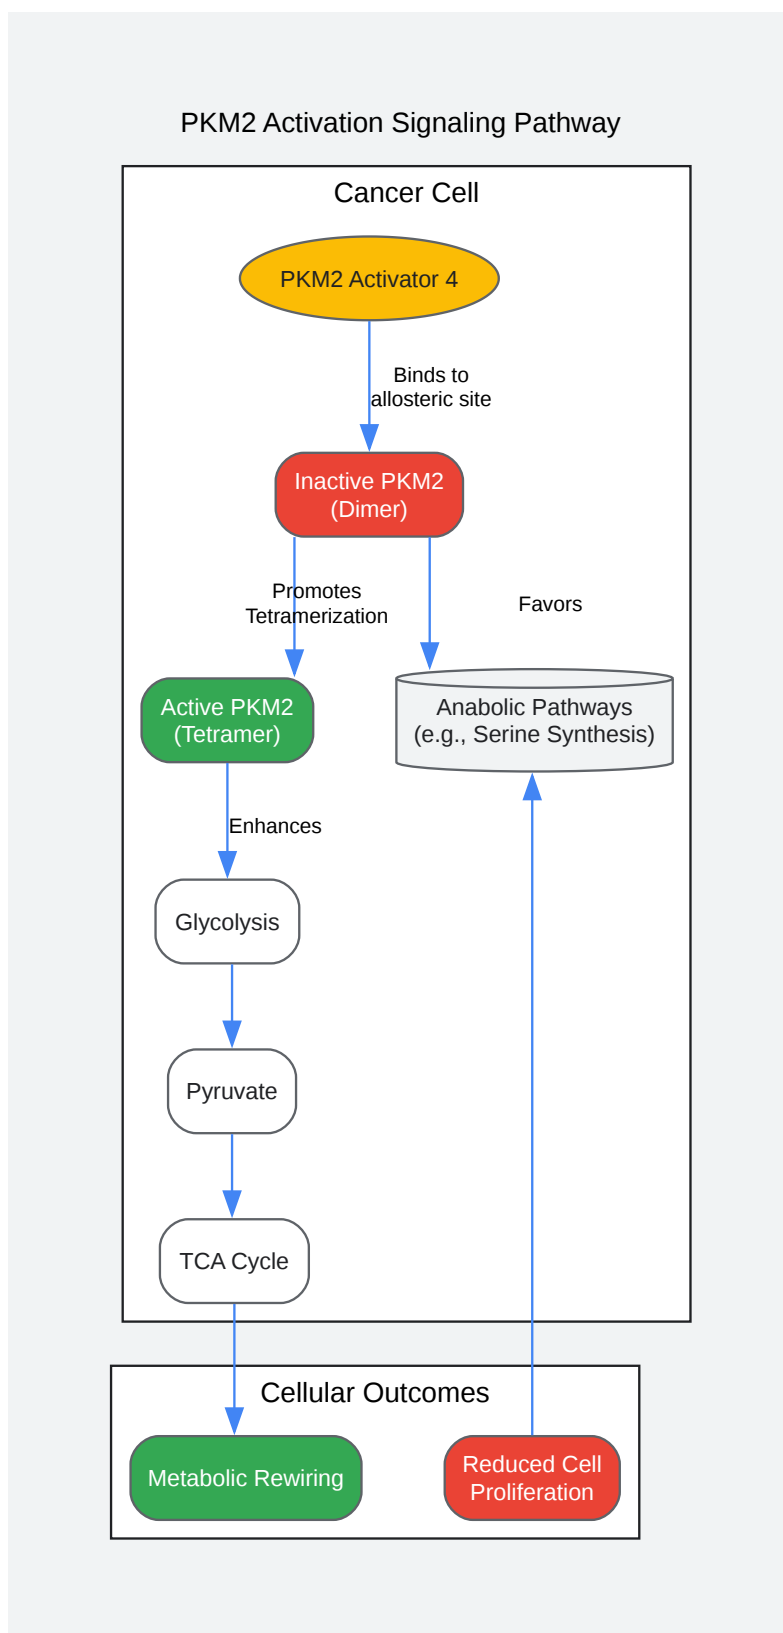 PKM2 Activation Signaling Pathway
Cancer Cell
PKM2 Activator 4
Binds to
allosteric site
Inactive PKM2
(Dimer)
Promotes
Tetramerization
Favors
Active PKM2
(Tetramer)
Anabolic Pathways
(e.g., Serine Synthesis)
Enhances
Glycolysis
Pyruvate
TCA Cycle
Cellular Outcomes
Metabolic Rewiring
Reduced Cell
Proliferation